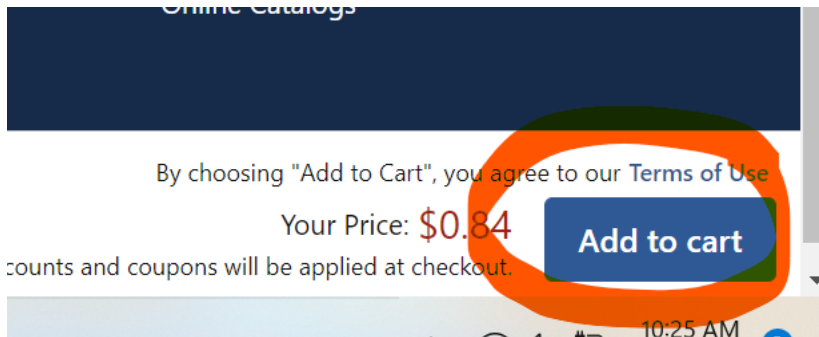 Online Catalogs
By choosing "Add to Cart", you agree to our Terms of Use
Your Price: $0.84
Add to cart
counts and coupons will be applied at checkout.
10:25 AM